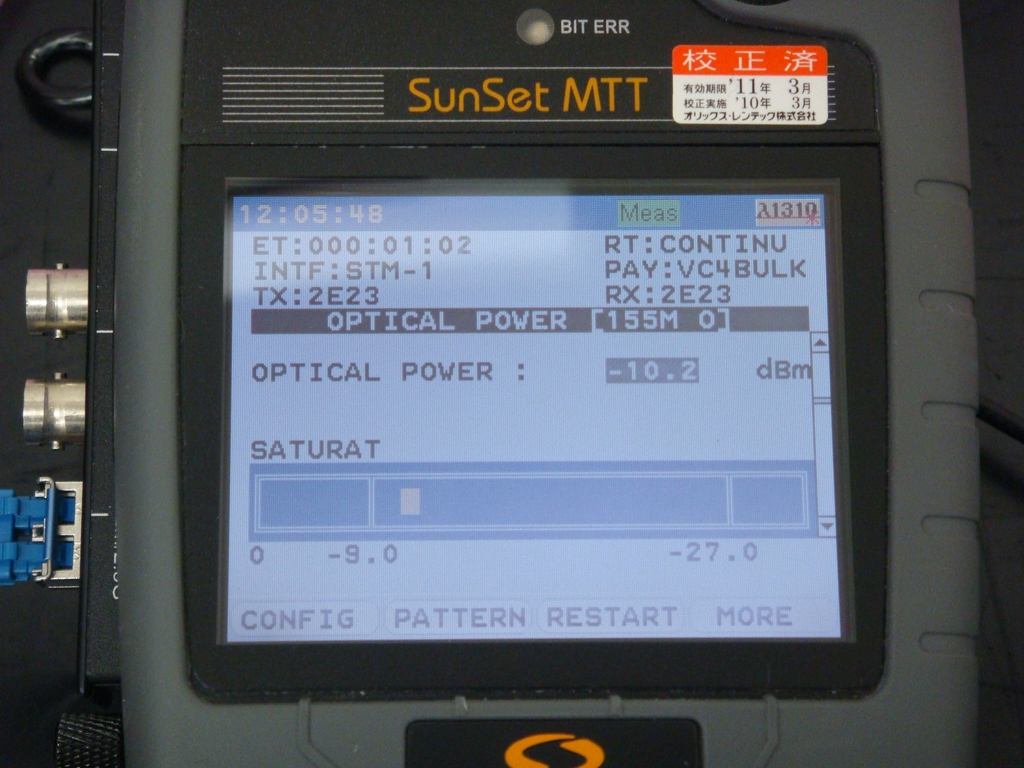 BIT ERR
SunSet MTT
校正済
有効期限 '11年 3月
校正実施 '10年 3月
オリックス・レンテック株式会社
12:05:48 Meas λ1310
ET:000:01:02 RT:CONTINU
INTF:STM-1 PAY:VC4BULK
TX:2E23 RX:2E23
OPTICAL POWER [155M O]
OPTICAL POWER : -10.2 dBm
SATURAT
0 -9.0 -27.0
CONFIG PATTERN RESTART MORE